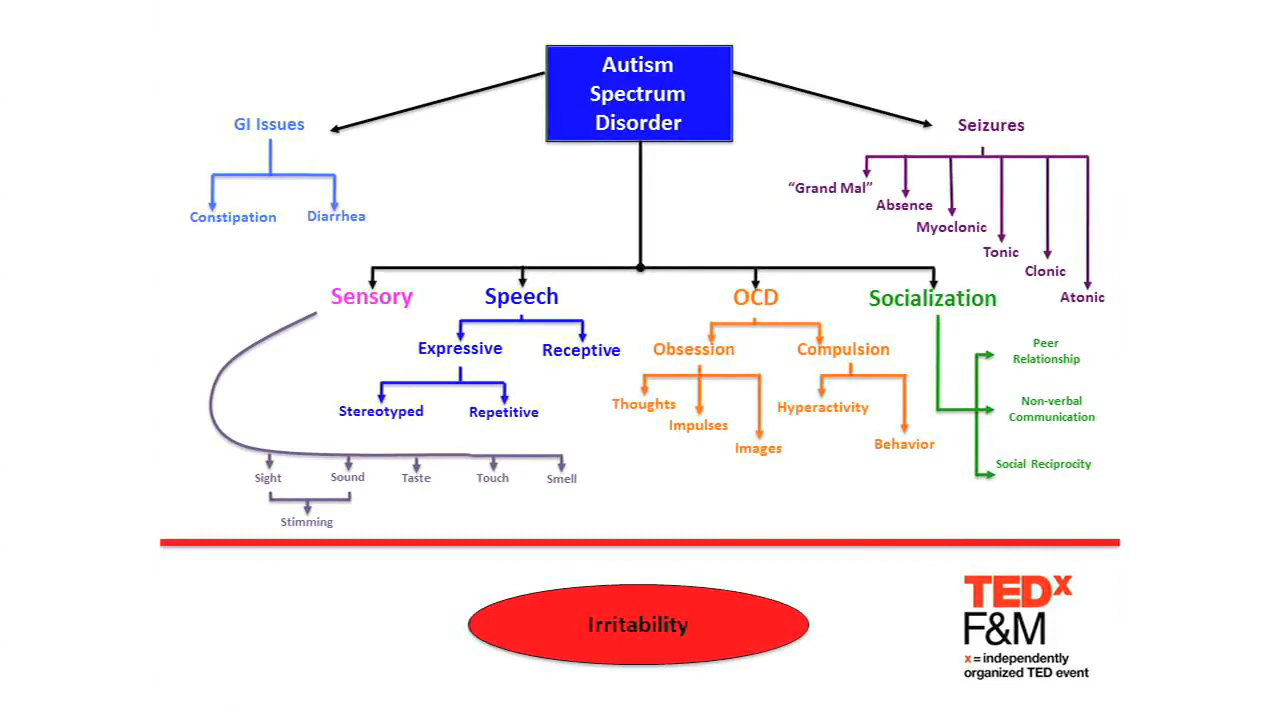 Autism
Spectrum
Disorder
GI Issues
Constipation
Diarrhea
Seizures
“Grand Mal”
Absence
Myoclonic
Tonic
Clonic
Atonic
Sensory
Speech
OCD
Socialization
Expressive
Receptive
Stereotyped
Repetitive
Obsession
Compulsion
Thoughts
Impulses
Images
Hyperactivity
Behavior
Peer
Relationship
Non-verbal
Communication
Social Reciprocity
Sight
Sound
Taste
Touch
Smell
Stimming
Irritability
TEDx
F&M
x = independently
organized TED event